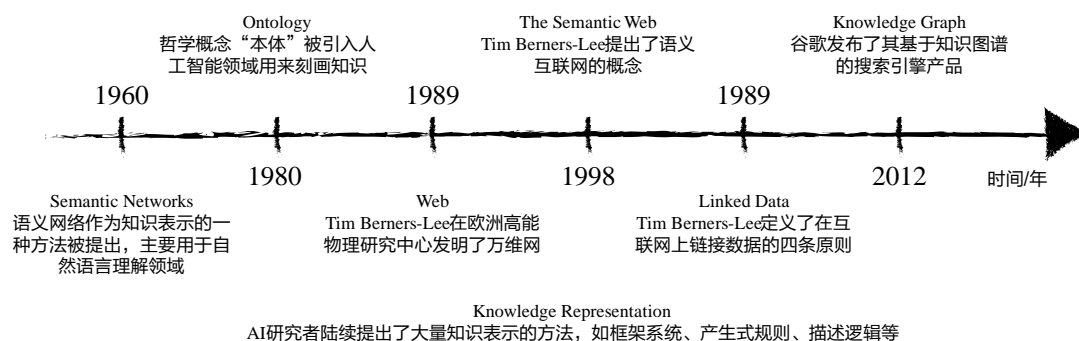 Ontology
哲学概念“本体”被引入人
工智能领域用来刻画知识
The Semantic Web
Tim Berners-Lee提出了语义
互联网的概念
Knowledge Graph
谷歌发布了其基于知识图谱
的搜索引擎产品
1960
1989
1989
1980
1998
2012
时间/年
Semantic Networks
语义网络作为知识表示的一
种方法被提出，主要用于自
然语言理解领域
Web
Tim Berners-Lee在欧洲高能
物理研究中心发明了万维网
Linked Data
Tim Berners-Lee定义了在互
联网上链接数据的四条原则
Knowledge Representation
AI研究者陆续提出了大量知识表示的方法，如框架系统、产生式规则、描述逻辑等